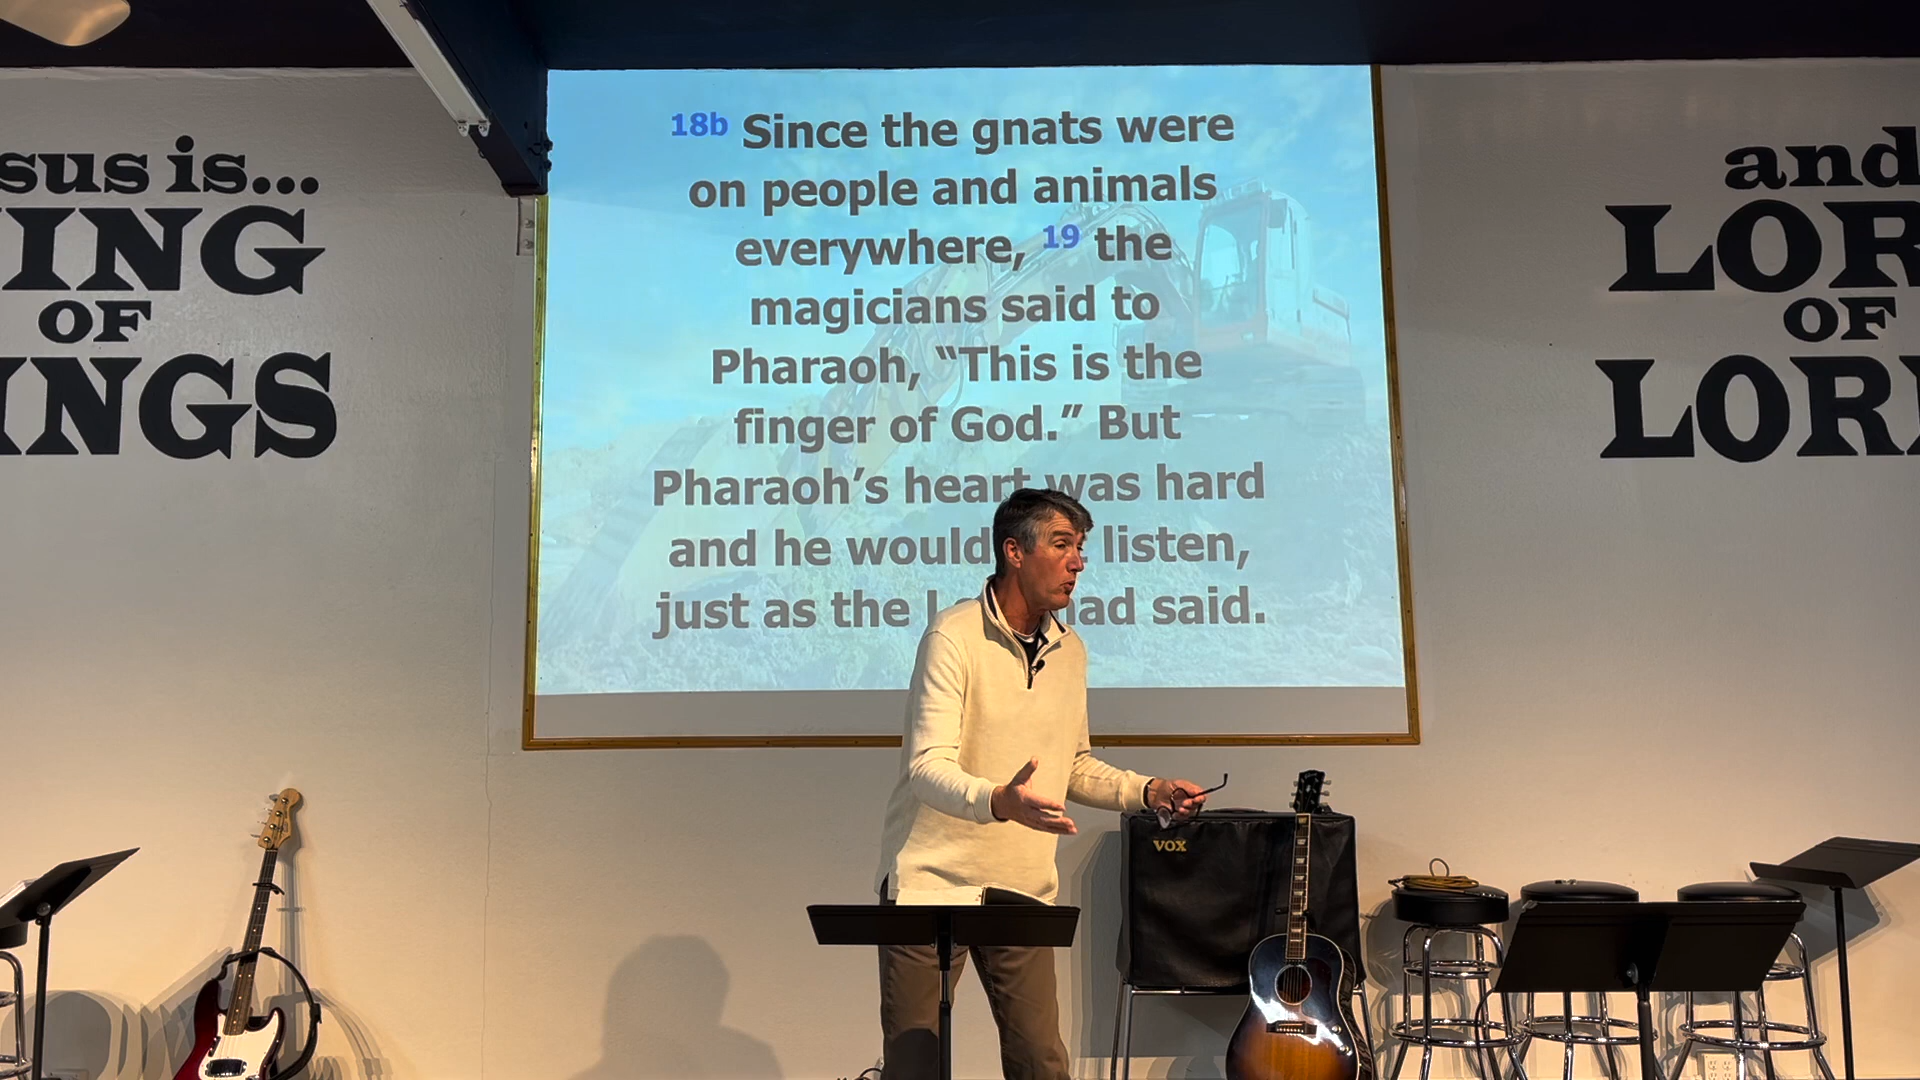 18b Since the gnats were
on people and animals
everywhere, 19 the
magicians said to
Pharaoh, “This is the
finger of God.” But
Pharaoh’s heart was hard
and he would listen,
just as the had said.
sus is...
ING
OF
INGS
and
LOR
OF
LOR
VOX